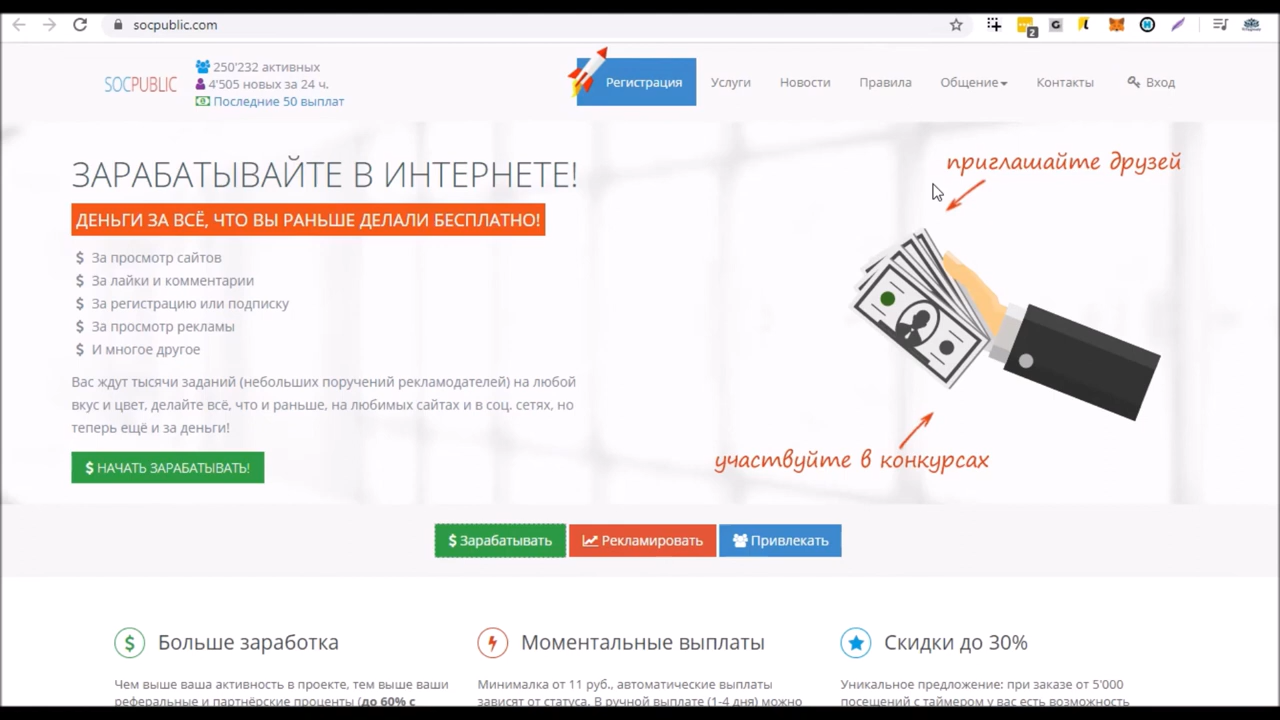 socpublic.com
2
SOCPUBLIC
250'232 активных
4'505 новых за 24 ч.
Последние 50 выплат
Регистрация
Услуги
Новости
Правила
Общение
Контакты
Вход
ЗАРАБАТЫВАЙТЕ В ИНТЕРНЕТЕ!
ДЕНЬГИ ЗА ВСЁ, ЧТО ВЫ РАНЬШЕ ДЕЛАЛИ БЕСПЛАТНО!
$ За просмотр сайтов
$ За лайки и комментарии
$ За регистрацию или подписку
$ За просмотр рекламы
$ И многое другое
Вас ждут тысячи заданий (небольших поручений рекламодателей) на любой
вкус и цвет, делайте всё, что и раньше, на любимых сайтах и в соц. сетях, но
теперь ещё и за деньги!
$ НАЧАТЬ ЗАРАБАТЫВАТЬ!
приглашайте друзей
участвуйте в конкурсах
$ Зарабатывать
Рекламировать
Привлекать
$ Больше заработка
Чем выше ваша активность в проекте, тем выше ваши
реферальные и партнёрские проценты (до 60% с
Моментальные выплаты
Минималка от 11 руб., автоматические выплаты
зависят от статуса. В ручной выплате (1-4 дня) можно
Скидки до 30%
Уникальное предложение: при заказе от 5'000
посещений с таймером у вас есть возможность